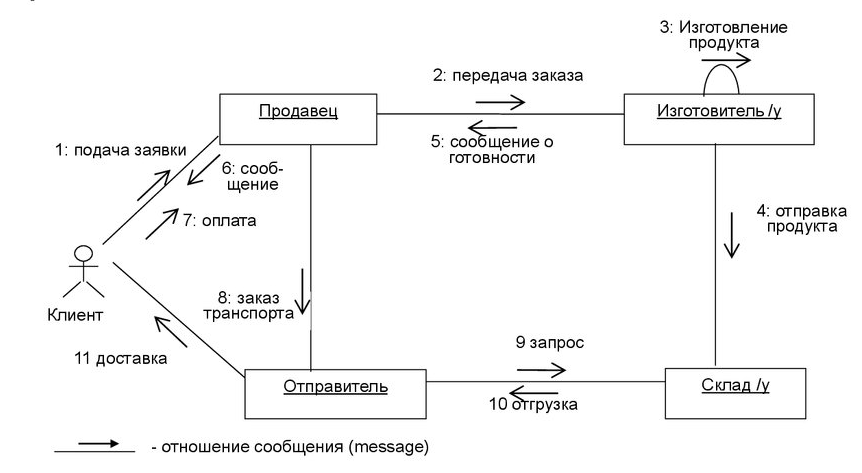 3: Изготовление
продукта
2: передача заказа
Продавец
Изготовитель /у
1: подача заявки
5: сообщение о
готовности
6: сооб-
щение
7: оплата
4: отправка
продукта
Клиент
8: заказ
транспорта
9 запрос
11 доставка
Отправитель
Склад /у
10 отгрузка
- отношение сообщения (message)